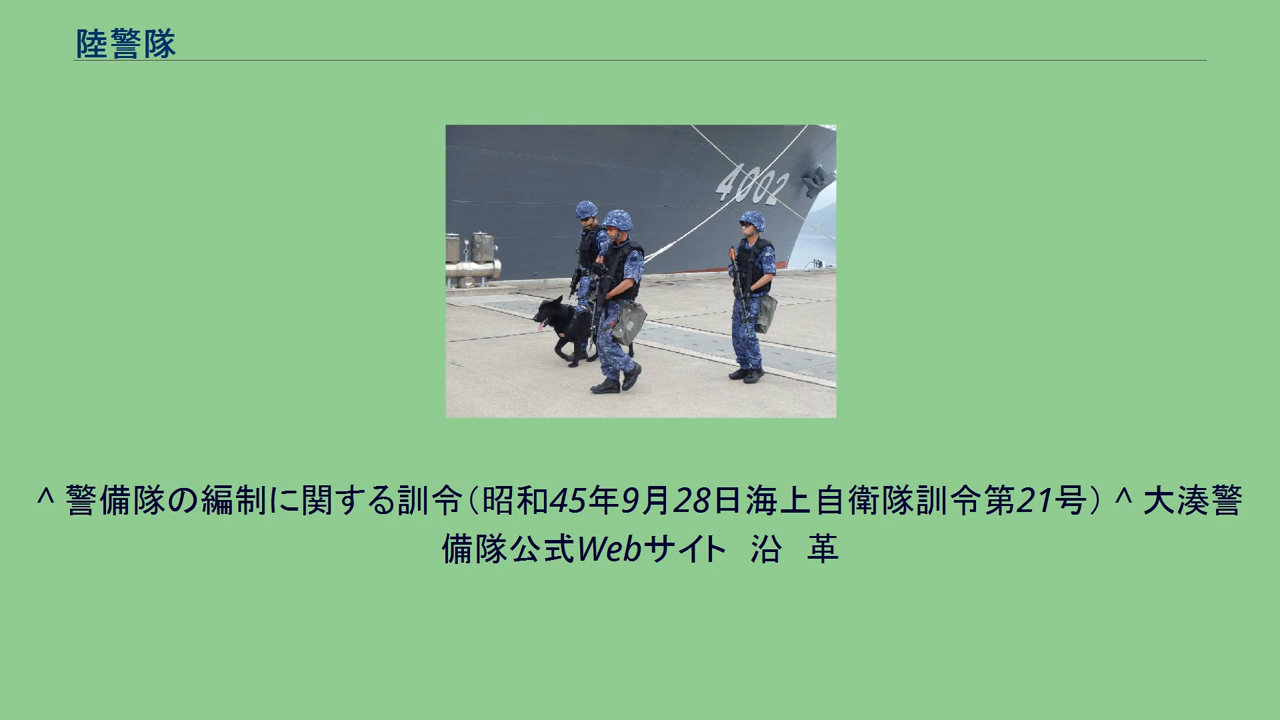 陸警隊
4002
^ 警備隊の編制に関する訓令（昭和45年9月28日海上自衛隊訓令第21号） ^ 大湊警
備隊公式Webサイト　沿　革